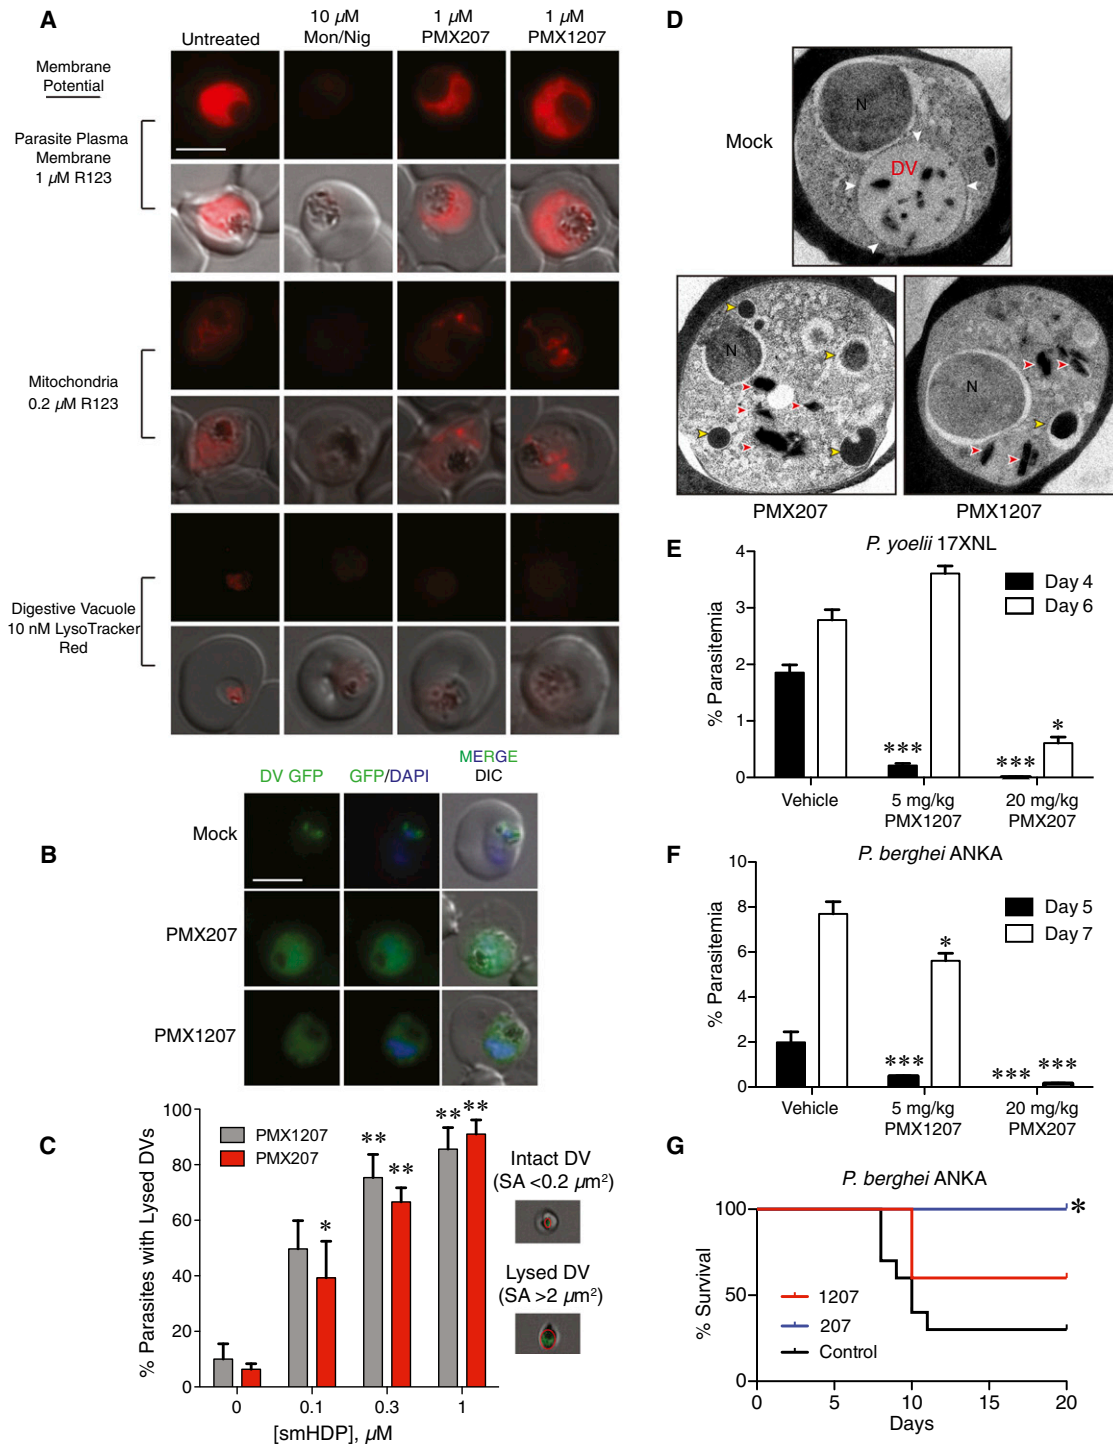 A
Untreated
10 µM
Mon/Nig
1 µM
PMX207
1 µM
PMX1207
Membrane
Potential
Parasite Plasma
Membrane
1 µM R123
Mitochondria
0.2 µM R123
Digestive Vacuole
10 nM LysoTracker
Red
B
DV GFP
GFP/DAPI
MERGE
DIC
Mock
PMX207
PMX1207
C
% Parasites with Lysed DVs
100
80
60
40
20
0
PMX1207
PMX207
*
**
**
**
**
0
0.1
0.3
1
[smHDP], µM
Intact DV
(SA <0.2 µm²)
Lysed DV
(SA >2 µm²)
D
Mock
N
DV
N
N
PMX207
PMX1207
E
P. yoelii 17XNL
% Parasitemia
4
3
2
1
0
Day 4
Day 6
***
***
*
Vehicle
5 mg/kg
PMX1207
20 mg/kg
PMX207
F
P. berghei ANKA
% Parasitemia
10
8
6
4
2
0
Day 5
Day 7
***
*
***
***
Vehicle
5 mg/kg
PMX1207
20 mg/kg
PMX207
G
P. berghei ANKA
% Survival
100
50
0
*
1207
207
Control
0
5
10
15
20
Days